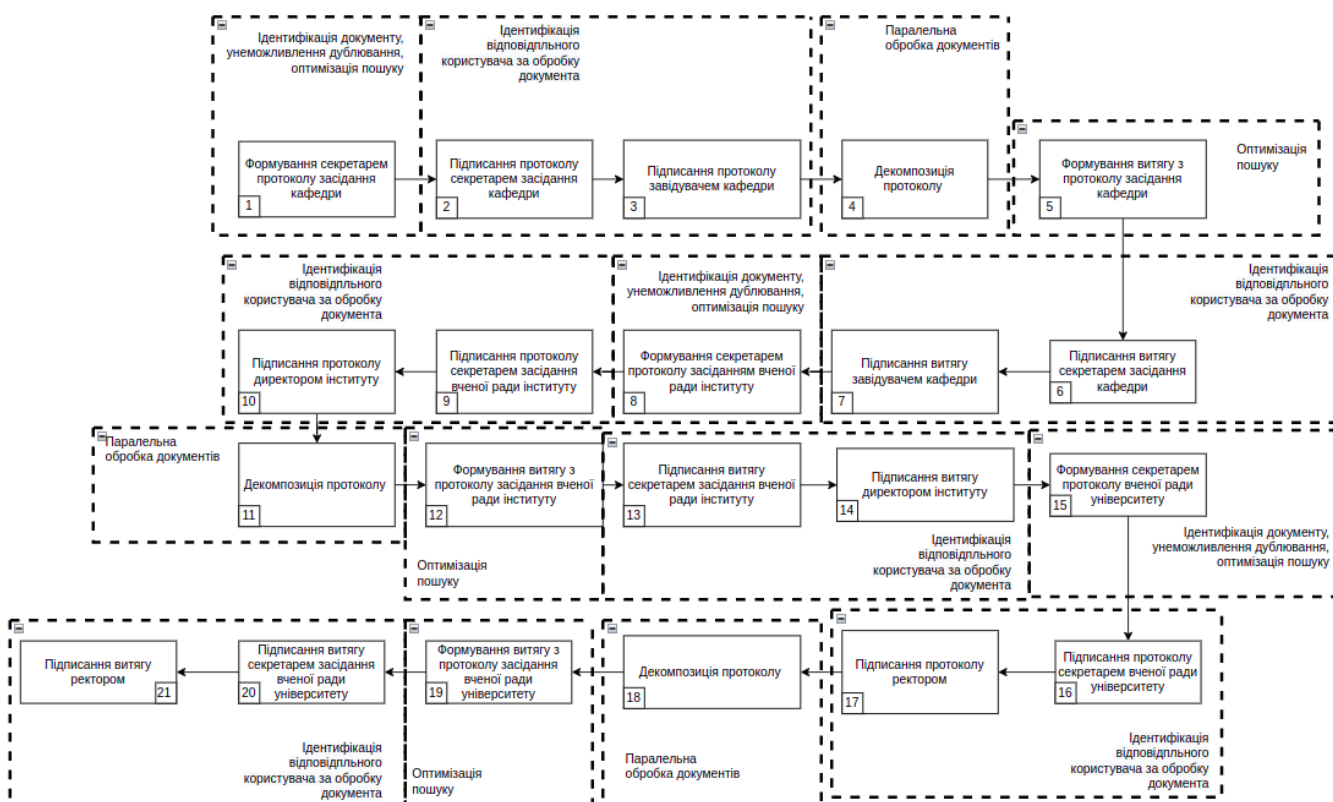 Ідентифікація документу,
унеможливлення дублювання,
оптимізація пошуку
Ідентифікація
відповідпльного
користувача за обробку
документа
Паралельна
обробка документів
Формування секретарем
протоколу засідання
кафедри
1
Підписання протоколу
секретарем засідання
кафедри
2
Підписання протоколу
завідувачем кафедри
3
Декомпозиція
протоколу
4
Формування витягу з
протоколу засідання
кафедри
5
Оптимізація
пошуку
Ідентифікація
відповідпльного
користувача за обробку
документа
Ідентифікація документу,
унеможливлення дублювання,
оптимізація пошуку
Ідентифікація
відповідпльного
користувача за обробку
документа
Підписання протоколу
директором інституту
10
Підписання протоколу
секретарем засідання
вченої ради інституту
9
Формування секретарем
протоколу засіданням вченої
ради інституту
8
Підписання витягу
завідувачем кафедри
7
Підписання витягу
секретарем засідання
кафедри
6
Паралельна
обробка документів
Декомпозиція протоколу
11
Формування витягу з
протоколу засідання вченої
ради інституту
12
Підписання витягу
секретарем засідання вченої
ради інституту
13
Підписання витягу
директором інституту
14
Формування секретарем
протоколу вченої ради
університету
15
Оптимізація
пошуку
Ідентифікація
відповідпльного
користувача за обробку
документа
Ідентифікація документу,
унеможливлення дублювання,
оптимізація пошуку
Підписання витягу
ректором
21
Підписання витягу
секретарем засідання
вченої ради
університету
20
Формування витягу з
протоколу засідання
вченої ради
університету
19
Декомпозиція протоколу
18
Підписання протоколу
ректором
17
Підписання протоколу
секретарем вченої ради
університету
16
Ідентифікація
відповідпльного
користувача за обробку
документа
Оптимізація
пошуку
Паралельна
обробка документів
Ідентифікація
відповідпльного
користувача за обробку
документа